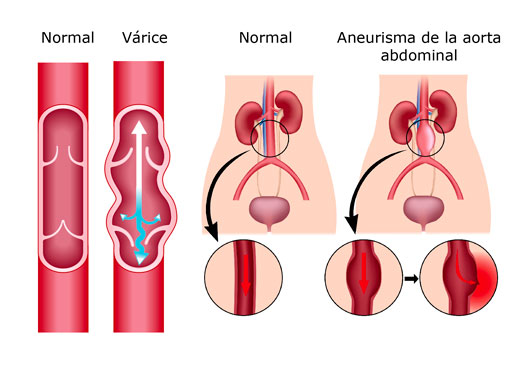 Normal
Várice
Normal
Aneurisma de la aorta
abdominal